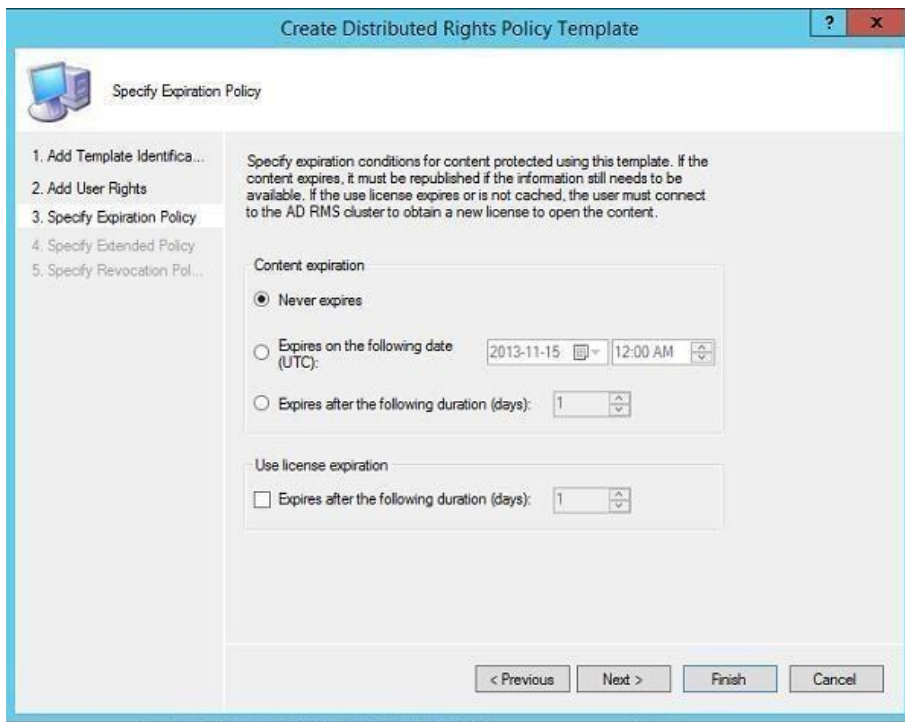 Create Distributed Rights Policy Template
?
x
Specify Expiration Policy
1. Add Template Identifica...
2. Add User Rights
3. Specify Expiration Policy
4. Specify Extended Policy
5. Specify Revocation Pol...
Specify expiration conditions for content protected using this template. If the
content expires, it must be republished if the information still needs to be
available. If the use license expires or is not cached, the user must connect
to the AD RMS cluster to obtain a new license to open the content.
Content expiration
Never expires
Expires on the following date
(UTC):
2013-11-15
12:00 AM
Expires after the following duration (days):
1
Use license expiration
Expires after the following duration (days):
1
< Previous
Next >
Finish
Cancel